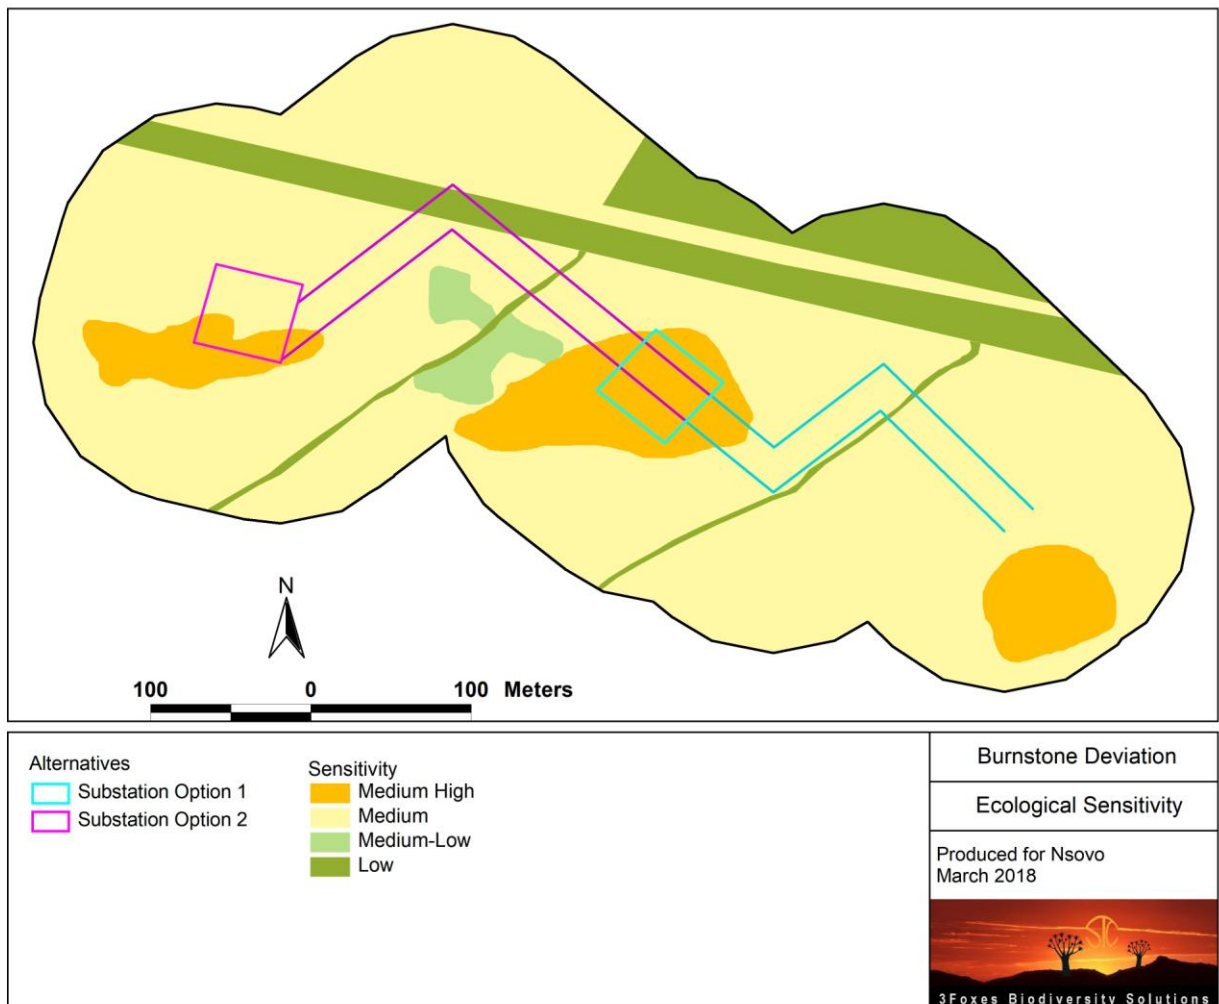 N
100 0 100 Meters
Alternatives
Substation Option 1
Substation Option 2
Sensitivity
Medium High
Medium
Medium-Low
Low
Burnstone Deviation
Ecological Sensitivity
Produced for Nsovo
March 2018
3Foxes Biodiversity Solutions